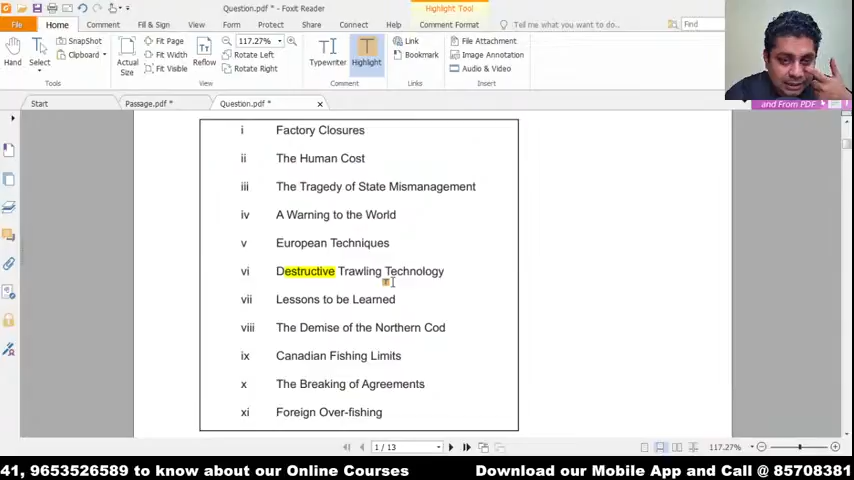 Question.pdf * - Foxit Reader
Highlight Tool
File
Home
Comment
Fill & Sign
View
Form
Protect
Share
Connect
Help
Comment Format
Tell me what you want to do...
Find
SnapShot
Clipboard
Hand
Select
Actual Size
Fit Page
Fit Width
Fit Visible
Reflow
117.27%
Rotate Left
Rotate Right
Typewriter
Highlight
Link
Bookmark
File Attachment
Image Annotation
Audio & Video
Tools
View
Comment
Links
Insert
and From PDF
Start
Passage.pdf *
Question.pdf *
i Factory Closures
ii The Human Cost
iii The Tragedy of State Mismanagement
iv A Warning to the World
v European Techniques
vi Destructive Trawling Technology
vii Lessons to be Learned
viii The Demise of the Northern Cod
ix Canadian Fishing Limits
x The Breaking of Agreements
xi Foreign Over-fishing
1 / 13
117.27%
41, 9653526589 to know about our Online Courses
Download our Mobile App and Call @ 85708381